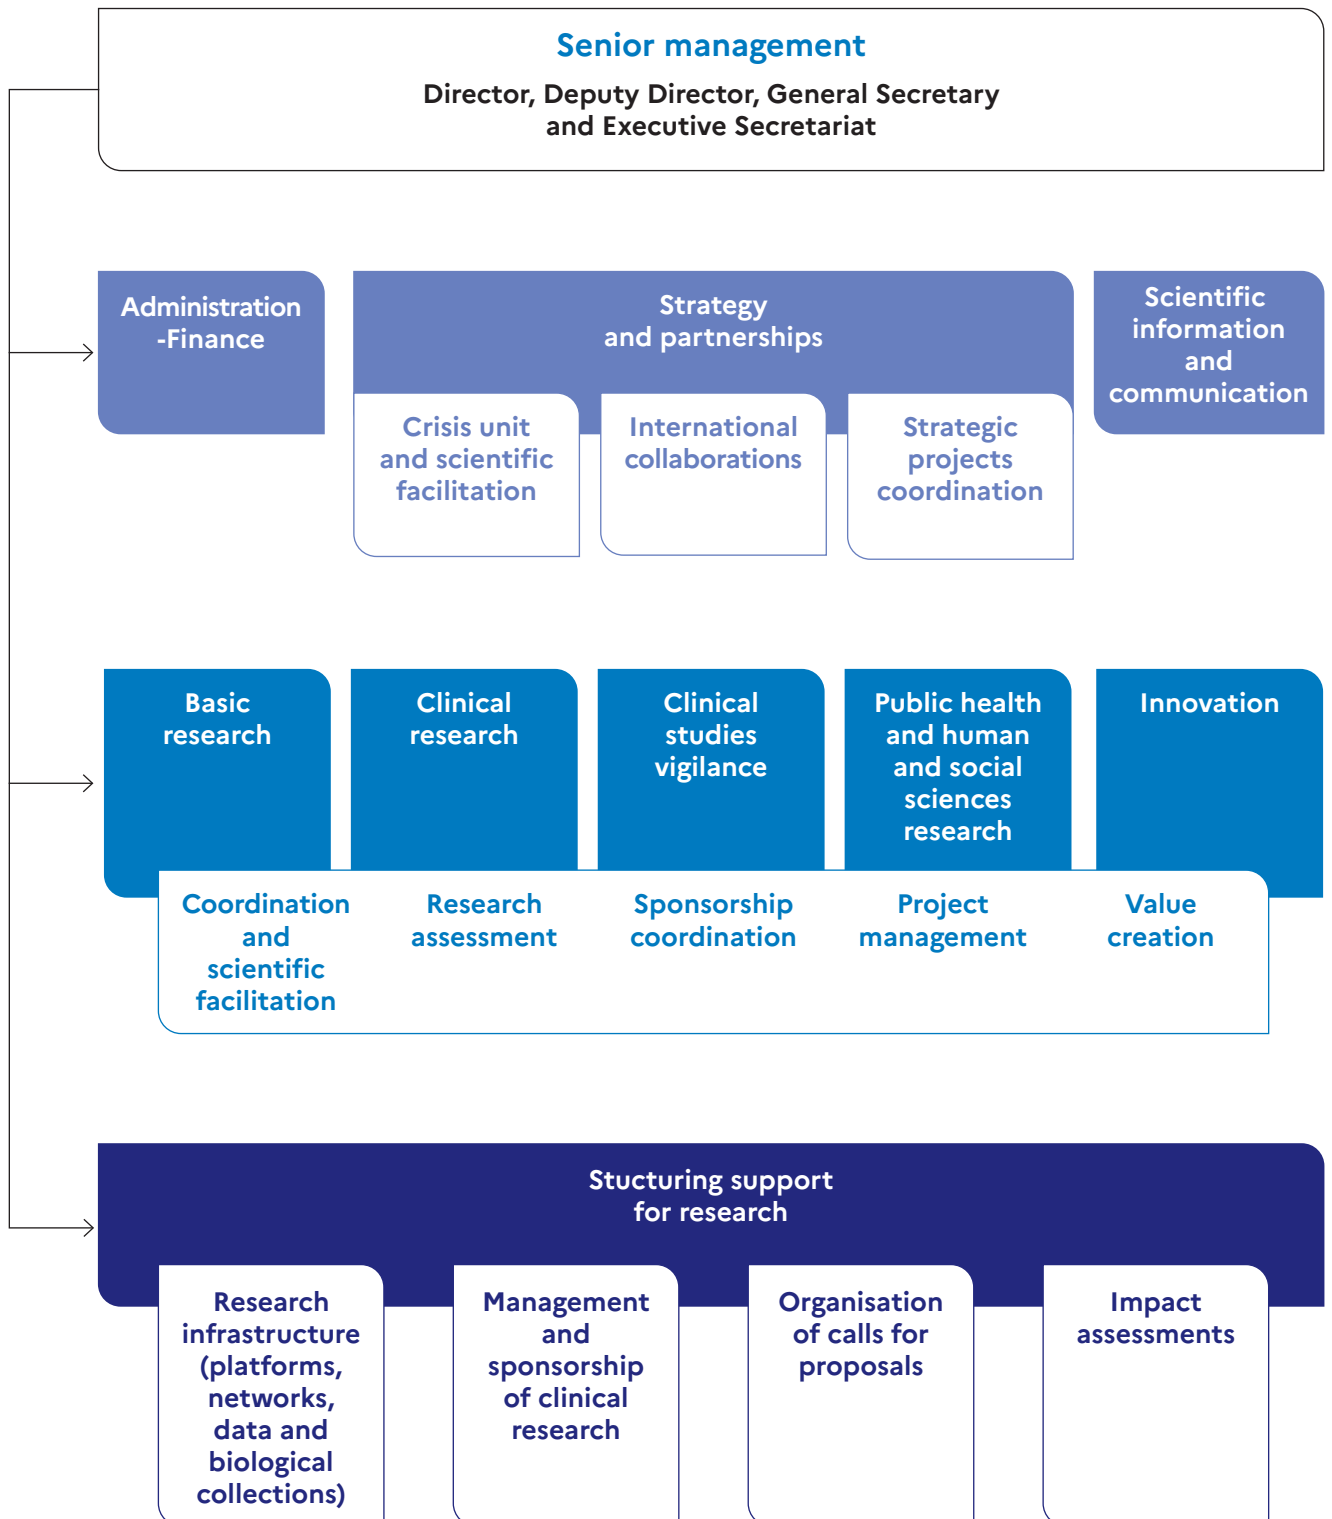 Senior management
Director, Deputy Director, General Secretary
and Executive Secretariat
Administration
-Finance
Strategy
and partnerships
Scientific
information
and
communication
Crisis unit
and scientific
facilitation
International
collaborations
Strategic
projects
coordination
Basic
research
Clinical
research
Clinical
studies
vigilance
Public health
and human
and social
sciences
research
Innovation
Coordination
and
scientific
facilitation
Research
assessment
Sponsorship
coordination
Project
management
Value
creation
Stucturing support
for research
Research
infrastructure
(platforms,
networks,
data and
biological
collections)
Management
and
sponsorship
of clinical
research
Organisation
of calls for
proposals
Impact
assessments